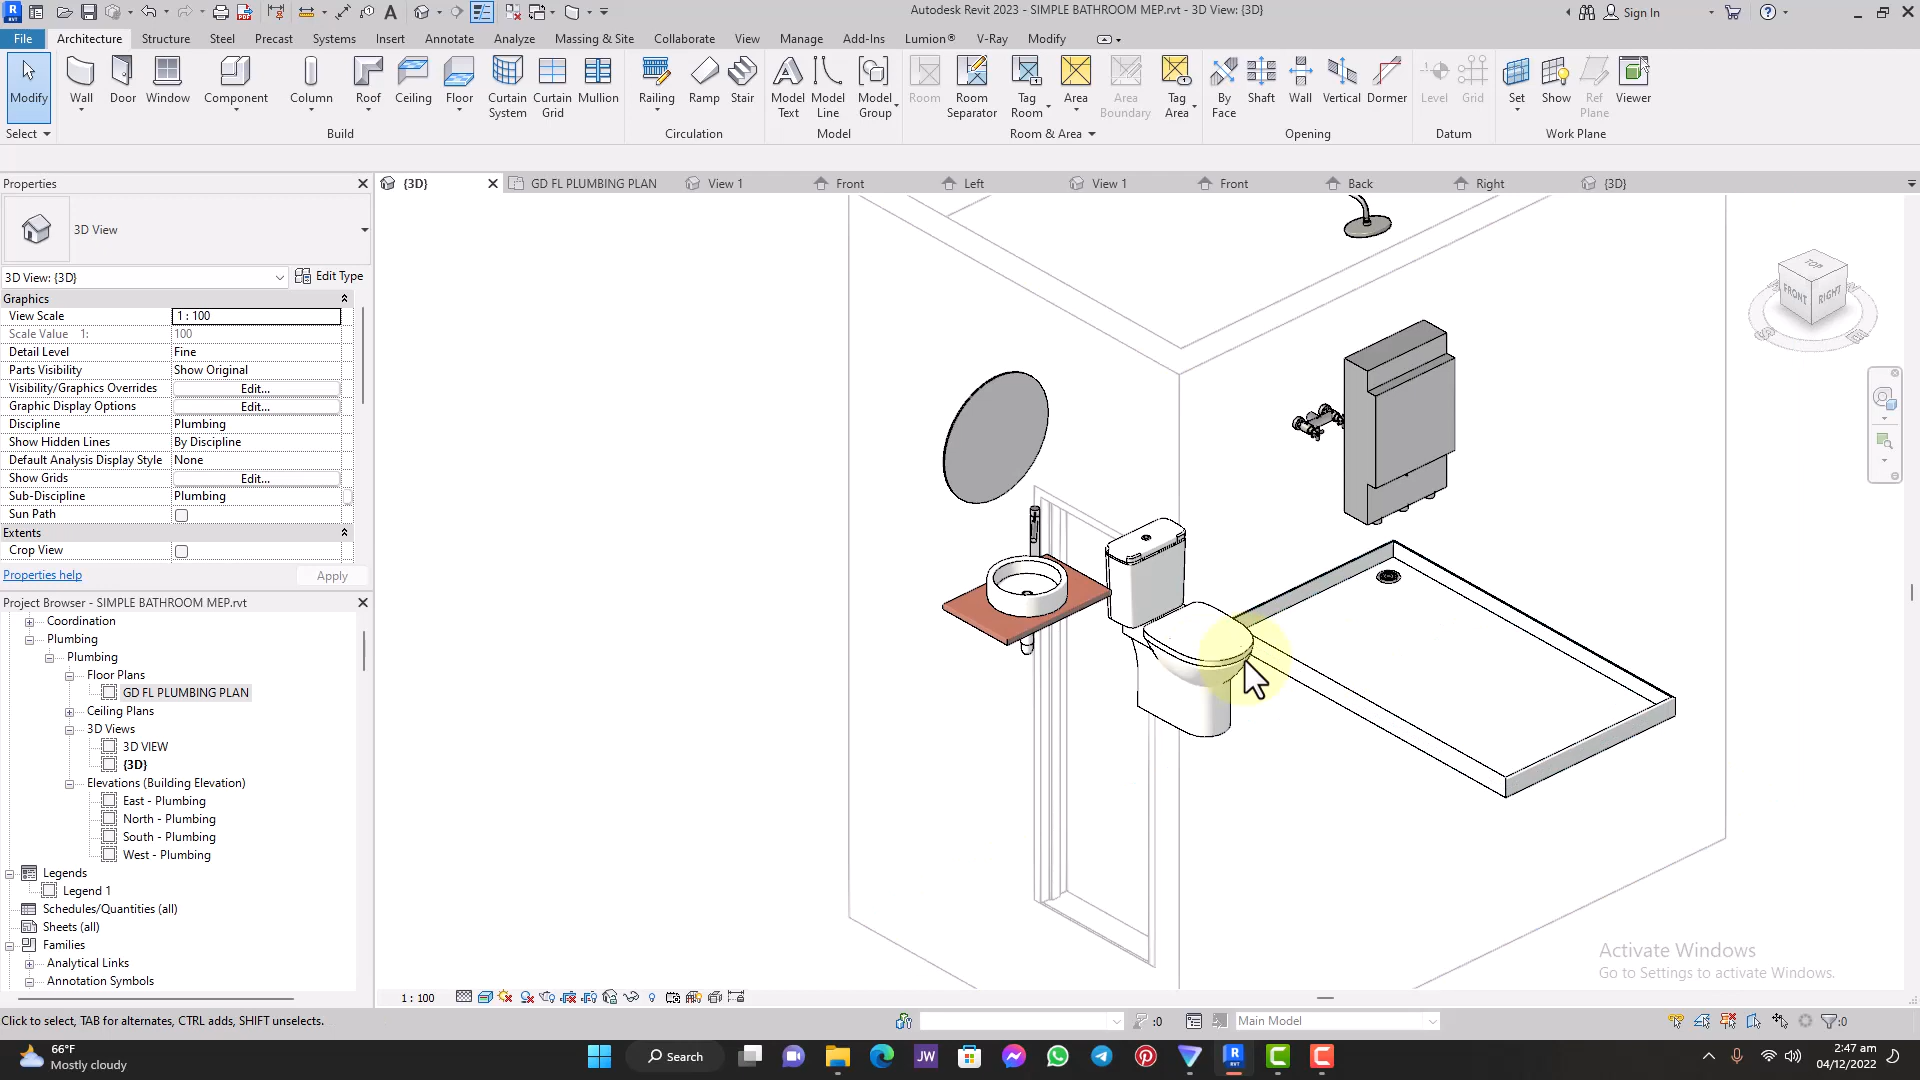 Autodesk Revit 2023 - SIMPLE BATHROOM MEP.rvt - 3D View: {3D}
Sign In
File Architecture Structure Steel Precast Systems Insert Annotate Analyze Massing & Site Collaborate View Manage Add-Ins Lumion® V-Ray Modify
Modify
Wall
Door
Window
Component
Column
Roof
Ceiling
Floor
Curtain System
Curtain Grid
Mullion
Railing
Ramp
Stair
Model Text
Model Line
Model Group
Room
Room Separator
Tag Room
Area
Area Boundary
Tag Area
By Face
Shaft
Wall
Vertical
Dormer
Level
Grid
Set
Show
Ref Plane
Viewer
Select
Build
Circulation
Model
Room & Area
Opening
Datum
Work Plane
Properties
{3D}
GD FL PLUMBING PLAN
View 1
Front
Left
View 1
Front
Back
Right
{3D}
3D View
3D View: {3D}
Edit Type
Graphics
View Scale 1 : 100
Scale Value 1: 100
Detail Level Fine
Parts Visibility Show Original
Visibility/Graphics Overrides Edit...
Graphic Display Options Edit...
Discipline Plumbing
Show Hidden Lines By Discipline
Default Analysis Display Style None
Show Grids Edit...
Sub-Discipline Plumbing
Sun Path
Extents
Crop View
Properties help
Apply
Project Browser - SIMPLE BATHROOM MEP.rvt
Coordination
Plumbing
Plumbing
Floor Plans
GD FL PLUMBING PLAN
Ceiling Plans
3D Views
3D VIEW
{3D}
Elevations (Building Elevation)
East - Plumbing
North - Plumbing
South - Plumbing
West - Plumbing
Legends
Legend 1
Schedules/Quantities (all)
Sheets (all)
Families
Analytical Links
Annotation Symbols
TOP
FRONT
RIGHT
Activate Windows
Go to Settings to activate Windows.
1 : 100
Click to select, TAB for alternates, CTRL adds, SHIFT unselects.
:0
Main Model
:0
66°F
Mostly cloudy
Search
JW
2:47 am
04/12/2022